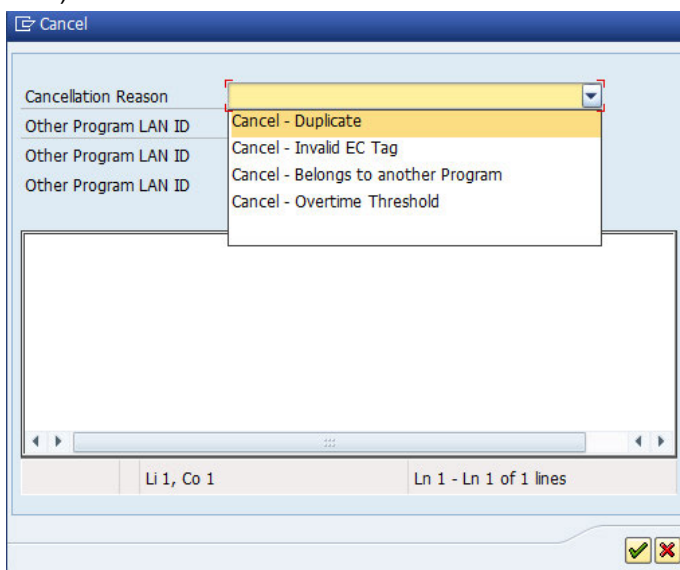 Cancel
Cancellation Reason
Other Program LAN ID
Cancel - Duplicate
Other Program LAN ID
Cancel - Invalid EC Tag
Other Program LAN ID
Cancel - Belongs to another Program
Cancel - Overtime Threshold
Li 1, Co 1
Ln 1 - Ln 1 of 1 lines